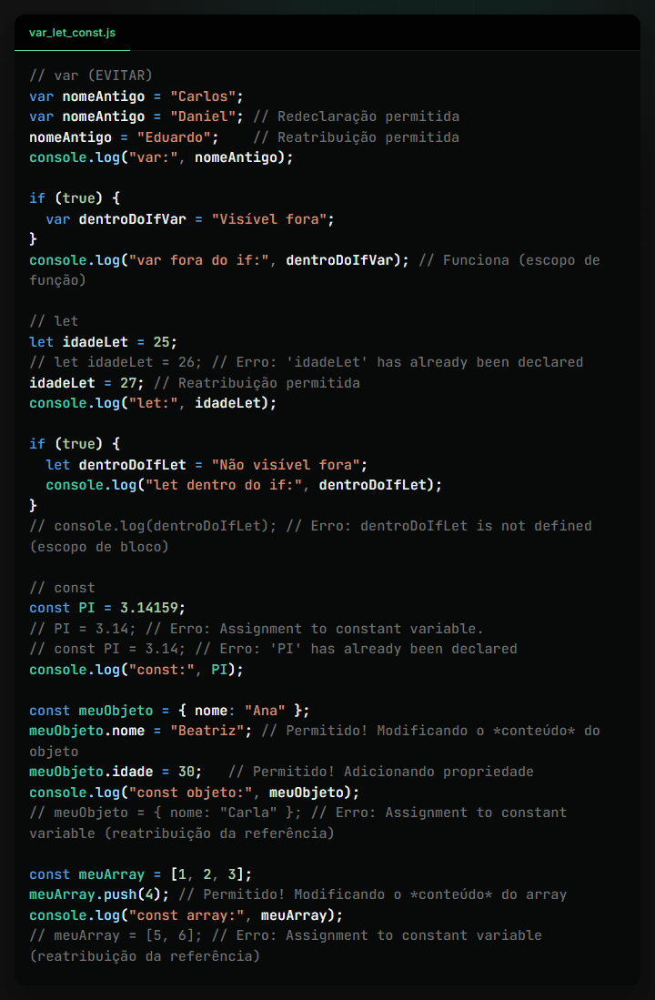 var_let_const.js
// var (EVITAR)
var nomeAntigo = "Carlos";
var nomeAntigo = "Daniel"; // Redeclaração permitida
nomeAntigo = "Eduardo";    // Reatribuição permitida
console.log("var:", nomeAntigo);

if (true) {
  var dentroDoIfVar = "Visível fora";
}
console.log("var fora do if:", dentroDoIfVar); // Funciona (escopo de
função)

// let
let idadeLet = 25;
// let idadeLet = 26; // Erro: 'idadeLet' has already been declared
idadeLet = 27; // Reatribuição permitida
console.log("let:", idadeLet);

if (true) {
  let dentroDoIfLet = "Não visível fora";
  console.log("let dentro do if:", dentroDoIfLet);
}
// console.log(dentroDoIfLet); // Erro: dentroDoIfLet is not defined
(escopo de bloco)

// const
const PI = 3.14159;
// PI = 3.14; // Erro: Assignment to constant variable.
// const PI = 3.14; // Erro: 'PI' has already been declared
console.log("const:", PI);

const meuObjeto = { nome: "Ana" };
meuObjeto.nome = "Beatriz"; // Permitido! Modificando o *conteúdo* do
objeto
meuObjeto.idade = 30;   // Permitido! Adicionando propriedade
console.log("const objeto:", meuObjeto);
// meuObjeto = { nome: "Carla" }; // Erro: Assignment to constant
variable (reatribuição da referência)

const meuArray = [1, 2, 3];
meuArray.push(4); // Permitido! Modificando o *conteúdo* do array
console.log("const array:", meuArray);
// meuArray = [5, 6]; // Erro: Assignment to constant variable
(reatribuição da referência)